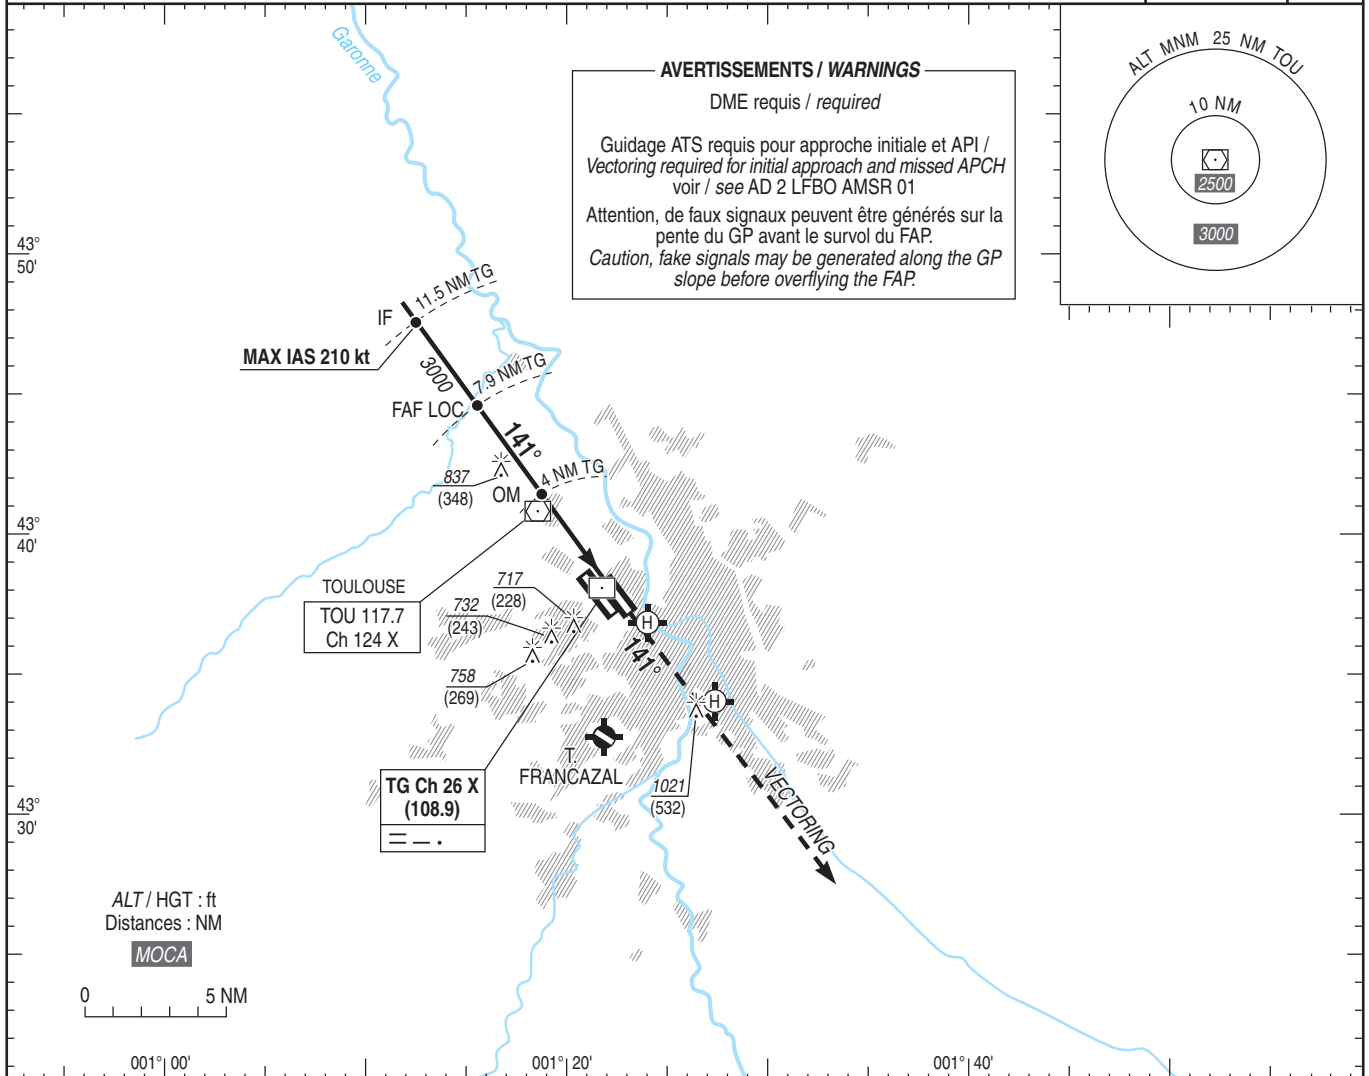 Garonne
AVERTISSEMENTS / WARNINGS
DME requis / required
Guidage ATS requis pour approche initiale et API /
Vectoring required for initial approach and missed APCH
voir / see AD 2 LFBO AMSR 01
Attention, de faux signaux peuvent être générés sur la
pente du GP avant le survol du FAP.
Caution, fake signals may be generated along the GP
slope before overflying the FAP.
ALT MNM 25 NM TOU
10 NM
2500
3000
43°
50'
11.5 NM TG
IF
MAX IAS 210 kt
3000
7.9 NM TG
FAF LOC
141°
4 NM TG
837
(348)
OM
43°
40'
TOULOUSE
TOU 117.7
Ch 124 X
717
(228)
732
(243)
758
(269)
H
141°
H
T.
FRANCAZAL
TG Ch 26 X
(108.9)
1021
(532)
VECTORING
43°
30'
ALT / HGT : ft
Distances : NM
MOCA
0 5 NM
001° 00' 001° 20' 001° 40'